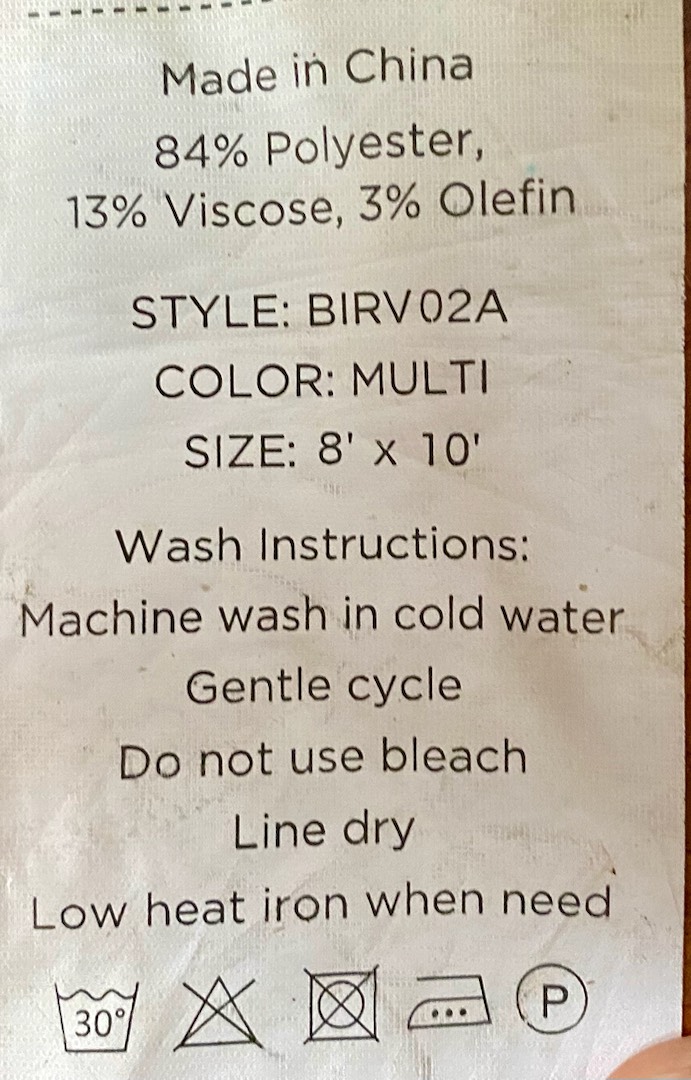 Made in China
84% Polyester,
13% Viscose, 3% Olefin
STYLE: BIRV02A
COLOR: MULTI
SIZE: 8' x 10'
Wash Instructions:
Machine wash in cold water
Gentle cycle
Do not use bleach
Line dry
Low heat iron when need
30° P